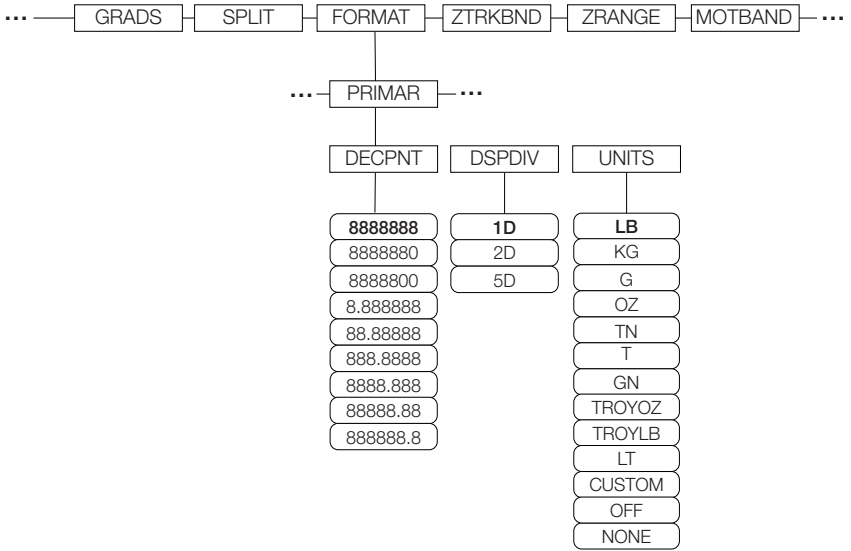 ... GRADS SPLIT FORMAT ZTRKBND ZRANGE MOTBAND ...
... PRIMAR ...
DECPNT DSPDIV UNITS
8888888 1D LB
8888880 2D KG
8888800 5D G
8.888888 OZ
88.88888 TN
888.8888 T
8888.888 GN
88888.88 TROYOZ
888888.8 TROYLB
LT
CUSTOM
OFF
NONE